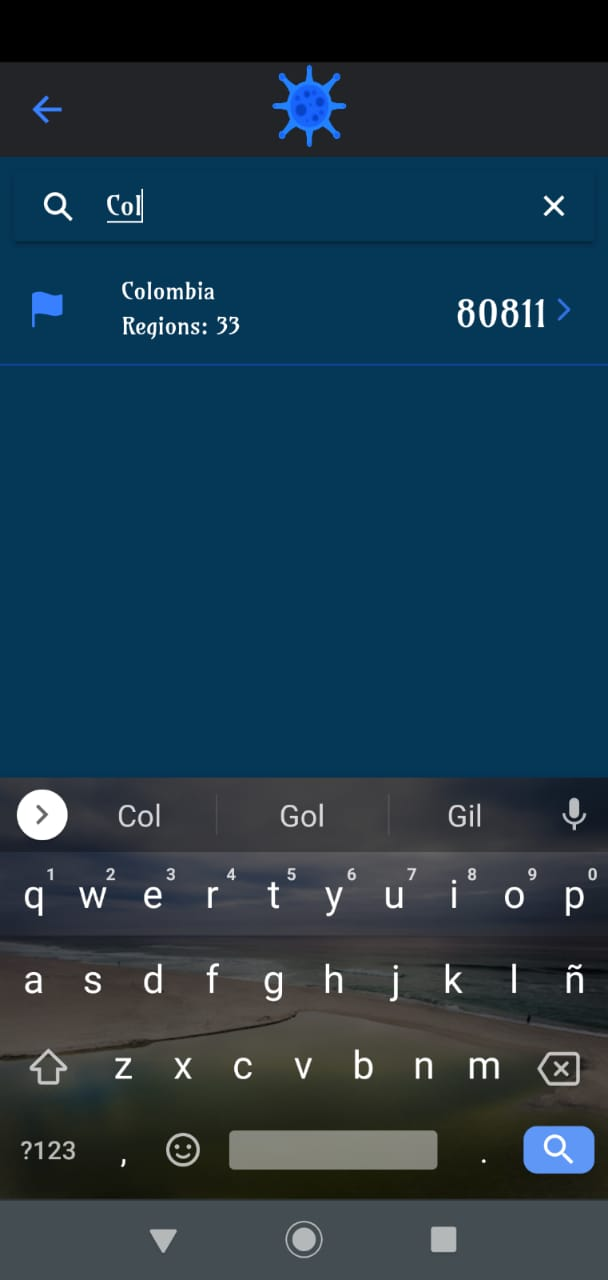 Col
Colombia
Regions: 33
80811
Col Gol Gil
1 2 3 4 5 6 7 8 9 0
q w e r t y u i o p
a s d f g h j k l ñ
z x c v b n m
?123 , .